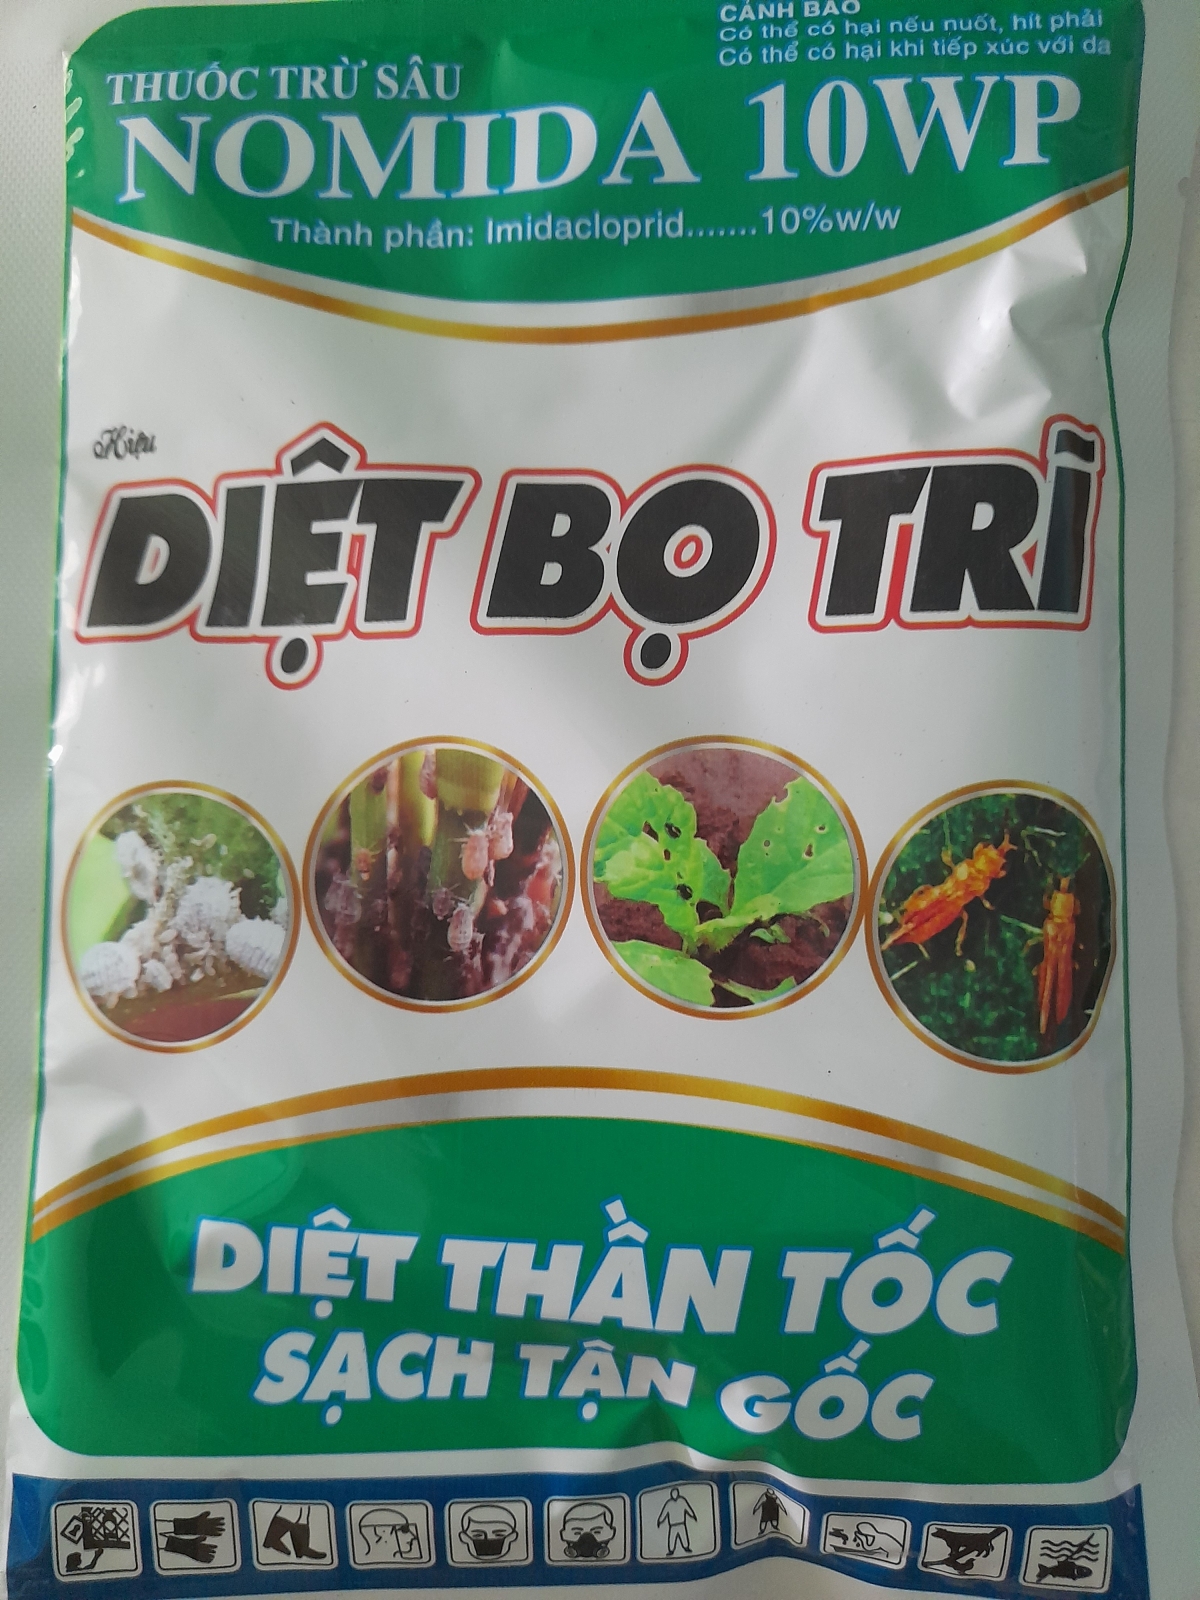 CẢNH BÁO
Có thể có hại nếu nuốt, hít phải
Có thể có hại khi tiếp xúc với da
THUỐC TRỪ SÂU
NOMIDA 10WP
Thành phần: Imidacloprid.......10%w/w
Hiệu
DIỆT BỌ TRĨ
DIỆT THẦN TỐC
SẠCH TẬN GỐC